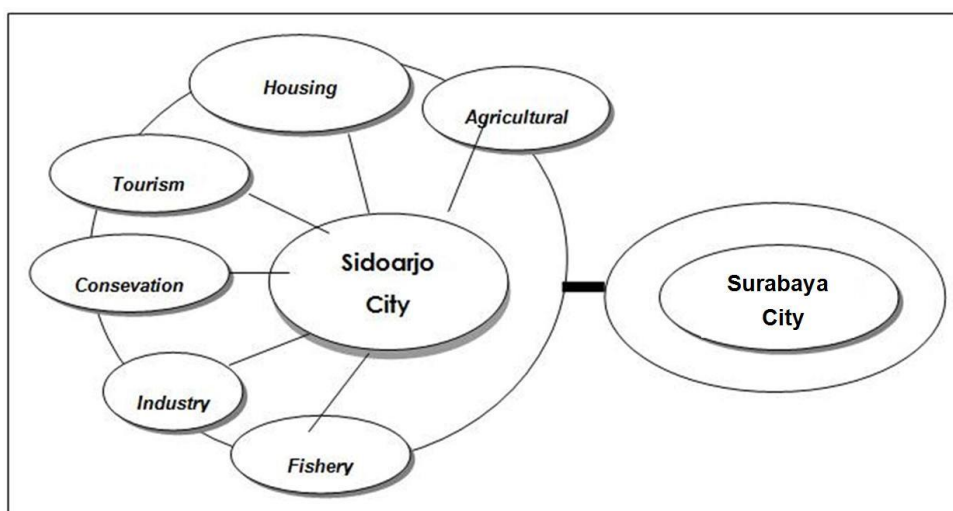 Housing
Agricultural
Tourism
Sidoarjo
City
Consevation
Surabaya
City
Industry
Fishery